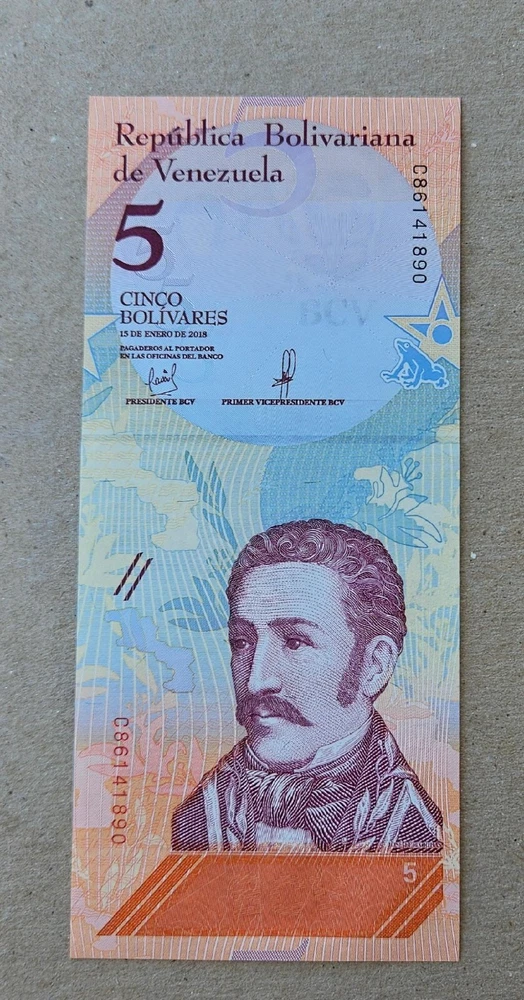 República Bolivariana
de Venezuela
5
5
C86141890
BCV
CINCO
BOLÍVARES
15 DE ENERO DE 2018
PAGADEROS AL PORTADOR
EN LAS OFICINAS DEL BANCO
PRESIDENTE BCV
PRIMER VICEPRESIDENTE BCV
C86141890
5